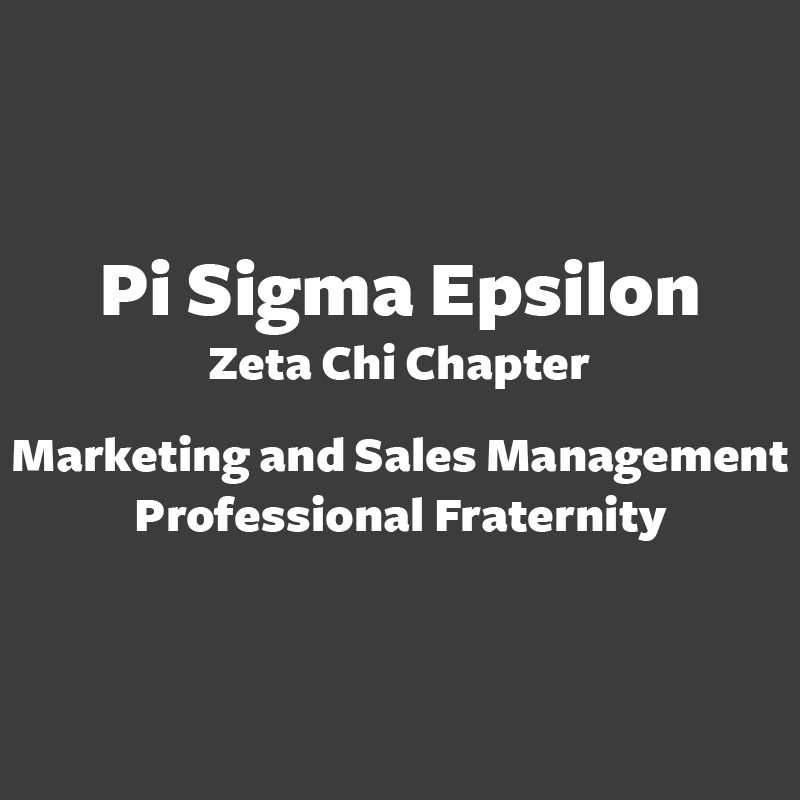 Pi Sigma Epsilon
Zeta Chi Chapter
Marketing and Sales Management
Professional Fraternity